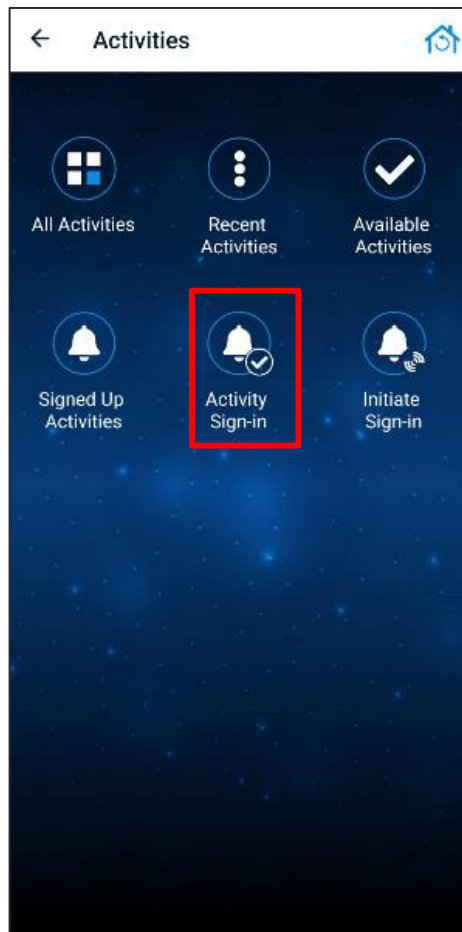 Activities
All Activities
Recent
Activities
Available
Activities
Signed Up
Activities
Activity
Sign-in
Initiate
Sign-in